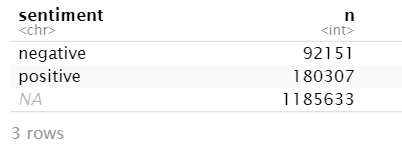 sentiment n
<chr> <int>
negative 92151
positive 180307
NA 1185633
3 rows